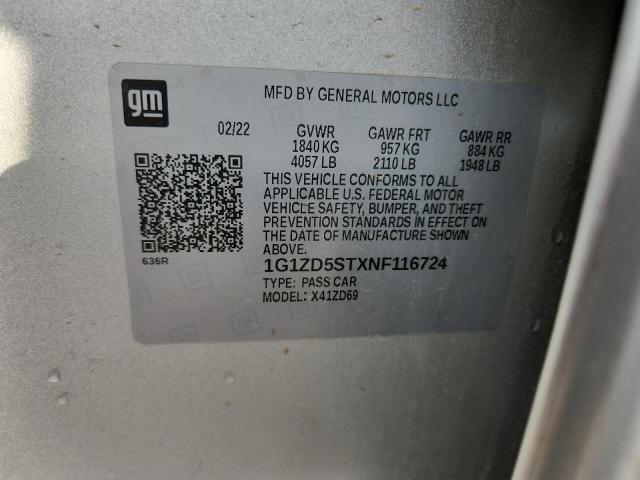 gm
MFD BY GENERAL MOTORS LLC
02/22 GVWR GAWR FRT GAWR RR
1840 KG 957 KG 884 KG
4057 LB 2110 LB 1948 LB
THIS VEHICLE CONFORMS TO ALL
APPLICABLE U.S. FEDERAL MOTOR
VEHICLE SAFETY, BUMPER, AND THEFT
PREVENTION STANDARDS IN EFFECT ON
THE DATE OF MANUFACTURE SHOWN
ABOVE.
636R
1G1ZD5STXNF116724
TYPE: PASS CAR
MODEL: X41ZD69